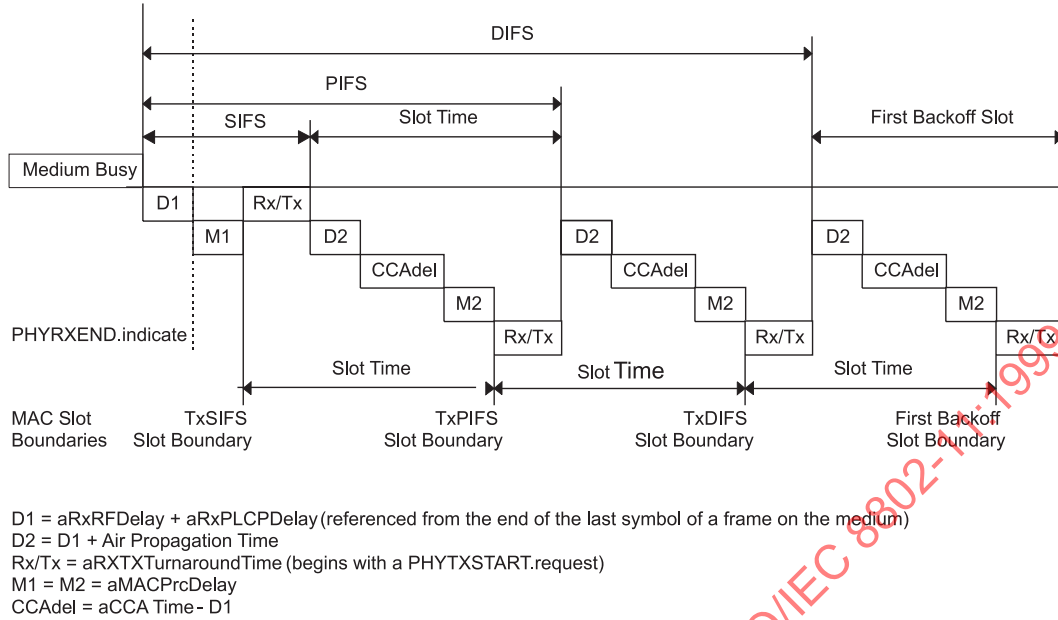 DIFS
PIFS
SIFS
Slot Time
First Backoff Slot
Medium Busy
D1
Rx/Tx
M1
D2
D2
D2
CCAdel
CCAdel
CCAdel
M2
M2
M2
PHYRXEND.indicate
Rx/Tx
Rx/Tx
Rx/Tx
Slot Time
Slot Time
Slot Time
MAC Slot
Boundaries
TxSIFS
Slot Boundary
TxPIFS
Slot Boundary
TxDIFS
Slot Boundary
First Backoff
Slot Boundary
D1 = aRxRFDelay + aRxPLCPDelay (referenced from the end of the last symbol of a frame on the medium)
D2 = D1 + Air Propagation Time
Rx/Tx = aRXTXTurnaroundTime (begins with a PHYTXSTART.request)
M1 = M2 = aMACPrcDelay
CCAdel = aCCA Time - D1
O/IEC 8802-11:1999